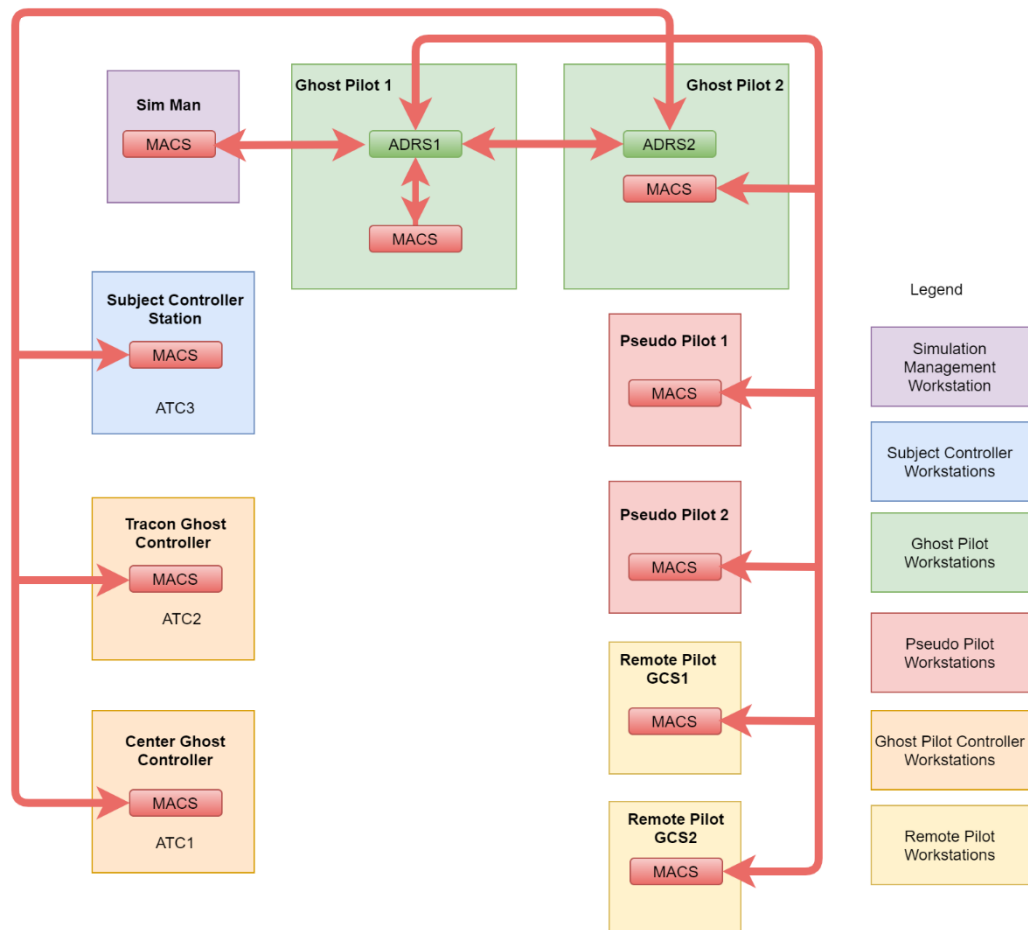 Sim Man
MACS
Ghost Pilot 1
ADRS1
MACS
Ghost Pilot 2
ADRS2
MACS
Subject Controller
Station
MACS
ATC3
Tracon Ghost
Controller
MACS
ATC2
Center Ghost
Controller
MACS
ATC1
Pseudo Pilot 1
MACS
Pseudo Pilot 2
MACS
Remote Pilot
GCS1
MACS
Remote Pilot
GCS2
MACS
Legend
Simulation
Management
Workstation
Subject Controller
Workstations
Ghost Pilot
Workstations
Pseudo Pilot
Workstations
Ghost Pilot Controller
Workstations
Remote Pilot
Workstations